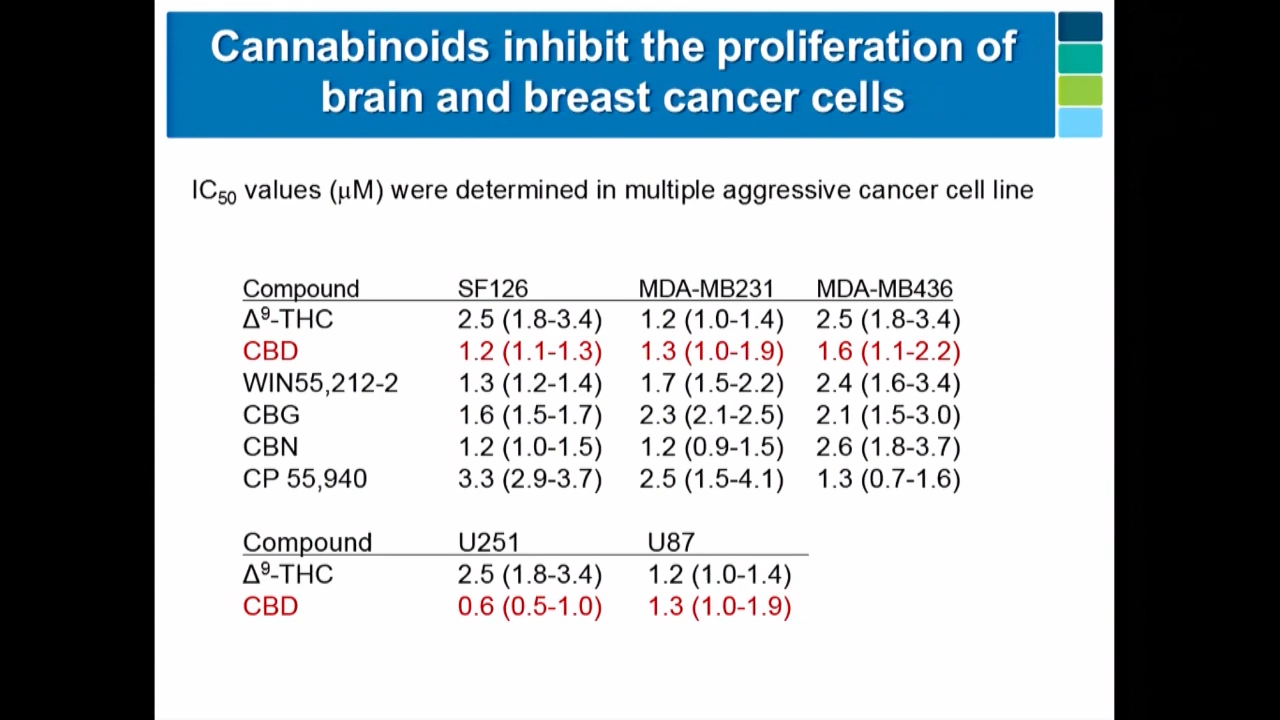 Cannabinoids inhibit the proliferation of
brain and breast cancer cells
IC₅₀ values (μM) were determined in multiple aggressive cancer cell line
Compound SF126 MDA-MB231 MDA-MB436
Δ⁹-THC 2.5 (1.8-3.4) 1.2 (1.0-1.4) 2.5 (1.8-3.4)
CBD 1.2 (1.1-1.3) 1.3 (1.0-1.9) 1.6 (1.1-2.2)
WIN55,212-2 1.3 (1.2-1.4) 1.7 (1.5-2.2) 2.4 (1.6-3.4)
CBG 1.6 (1.5-1.7) 2.3 (2.1-2.5) 2.1 (1.5-3.0)
CBN 1.2 (1.0-1.5) 1.2 (0.9-1.5) 2.6 (1.8-3.7)
CP 55,940 3.3 (2.9-3.7) 2.5 (1.5-4.1) 1.3 (0.7-1.6)
Compound U251 U87
Δ⁹-THC 2.5 (1.8-3.4) 1.2 (1.0-1.4)
CBD 0.6 (0.5-1.0) 1.3 (1.0-1.9)